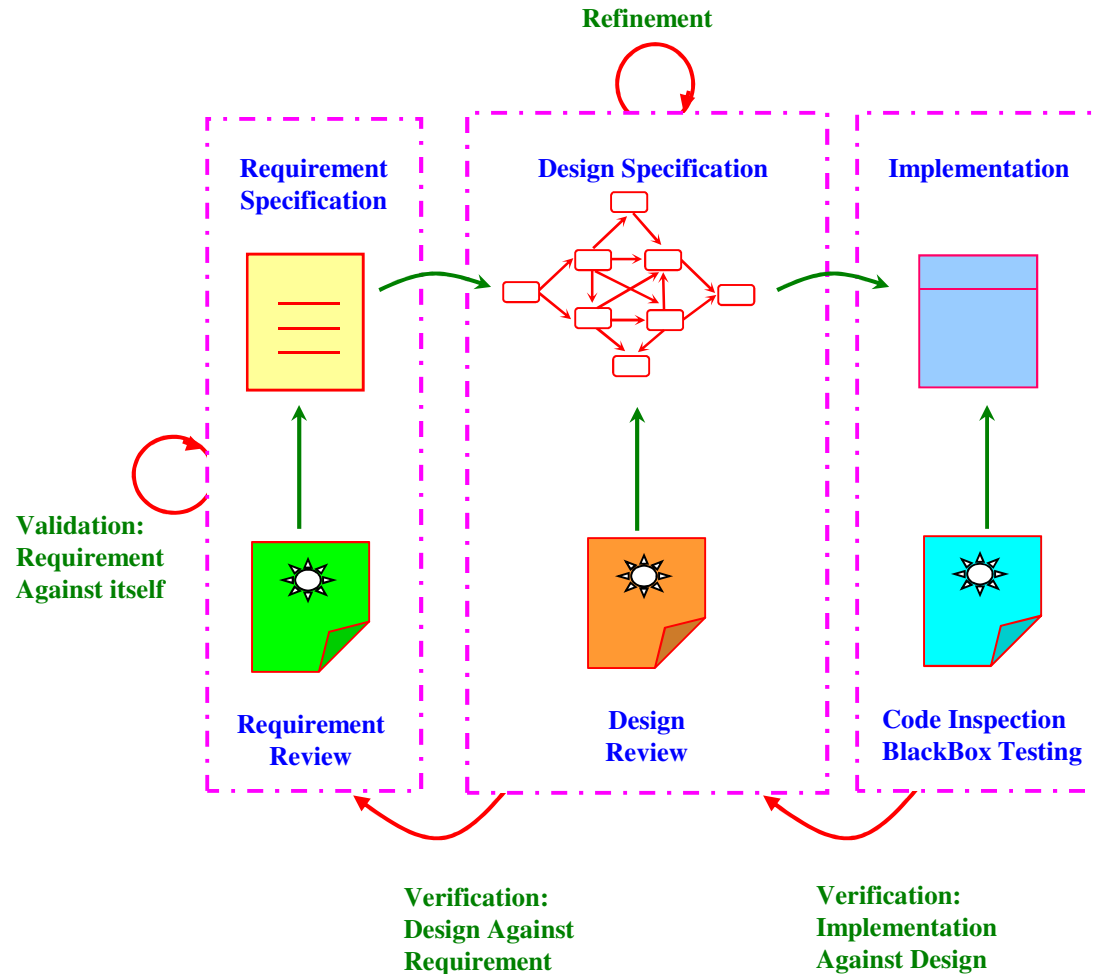 Refinement
Requirement
Specification
Design Specification
Implementation
Validation:
Requirement
Against itself
Requirement
Review
Design
Review
Code Inspection
BlackBox Testing
Verification:
Design Against
Requirement
Verification:
Implementation
Against Design